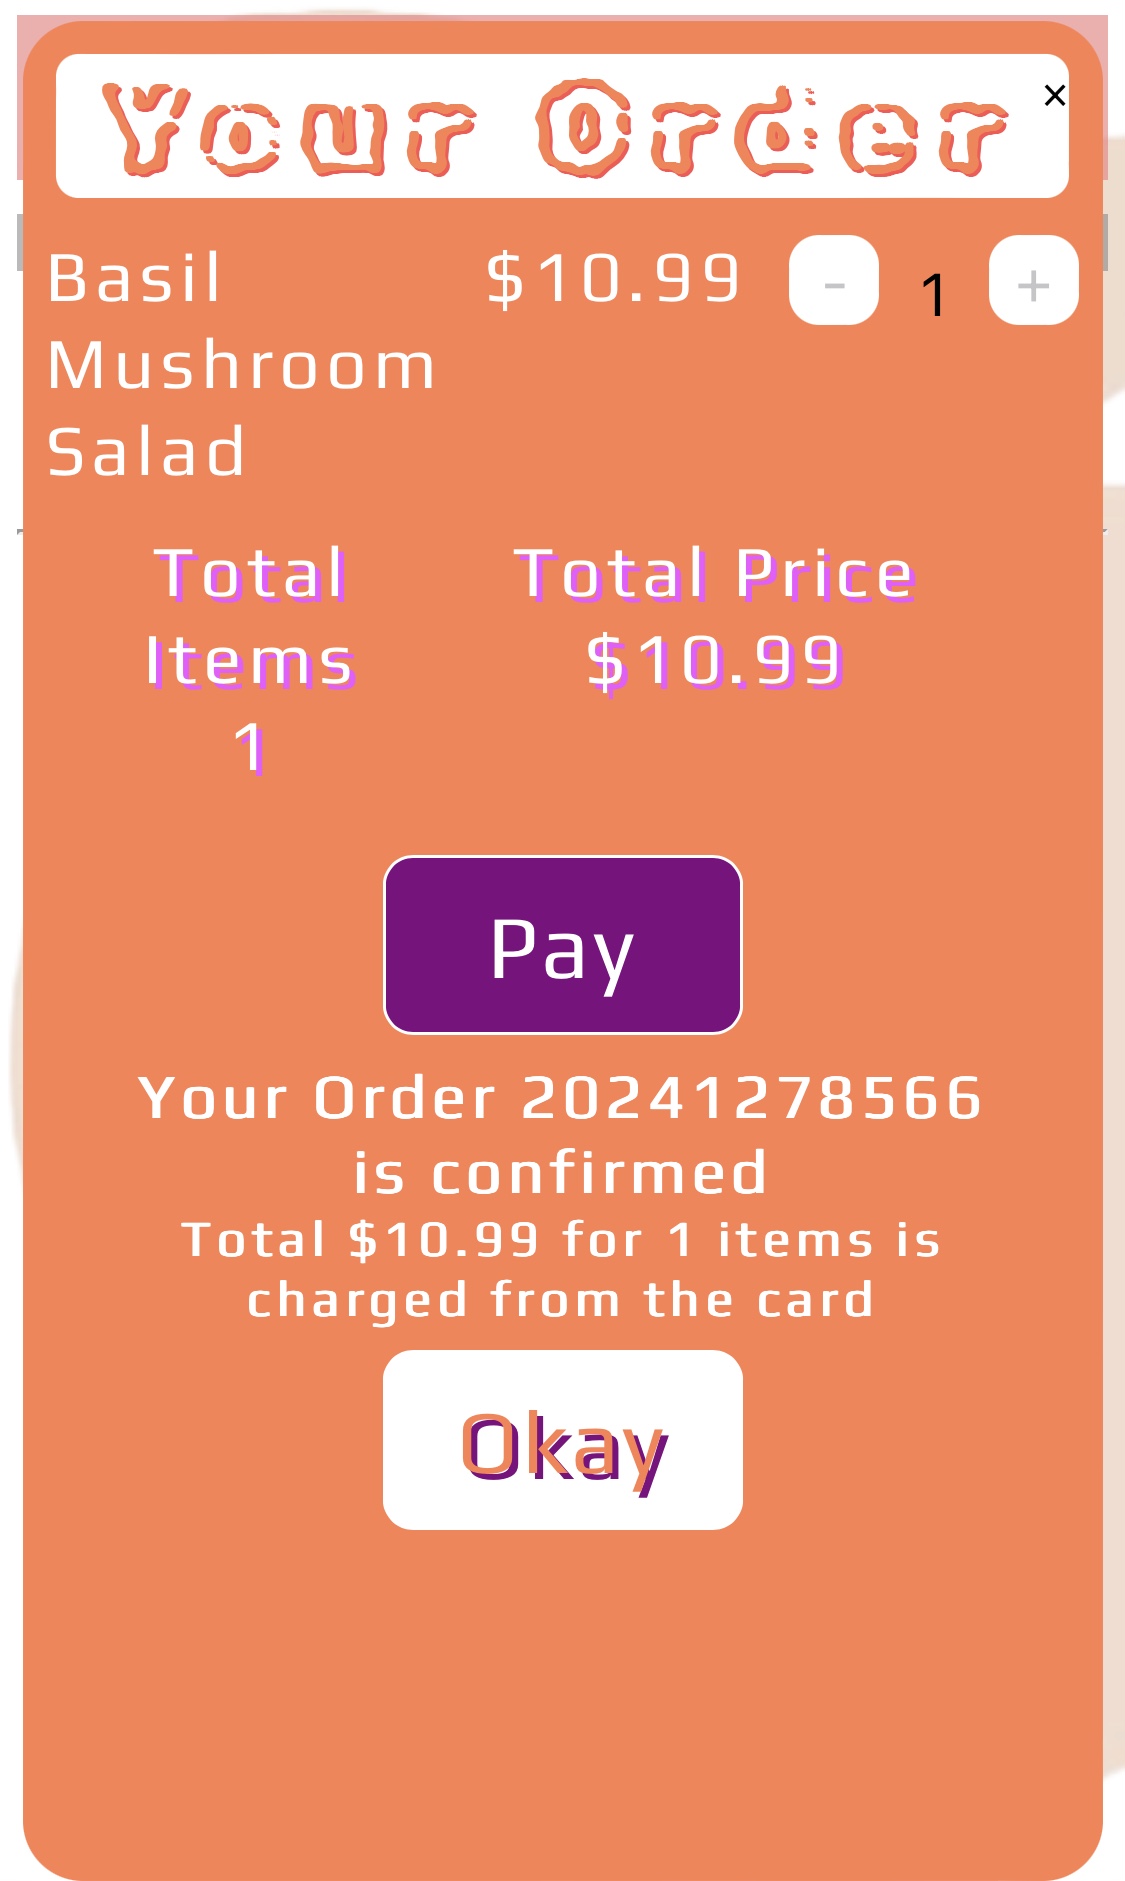 Your Order ×
Basil $10.99 - 1 +
Mushroom
Salad
Total Total Price
Items $10.99
1
Pay
Your Order 20241278566
is confirmed
Total $10.99 for 1 items is
charged from the card
Okay